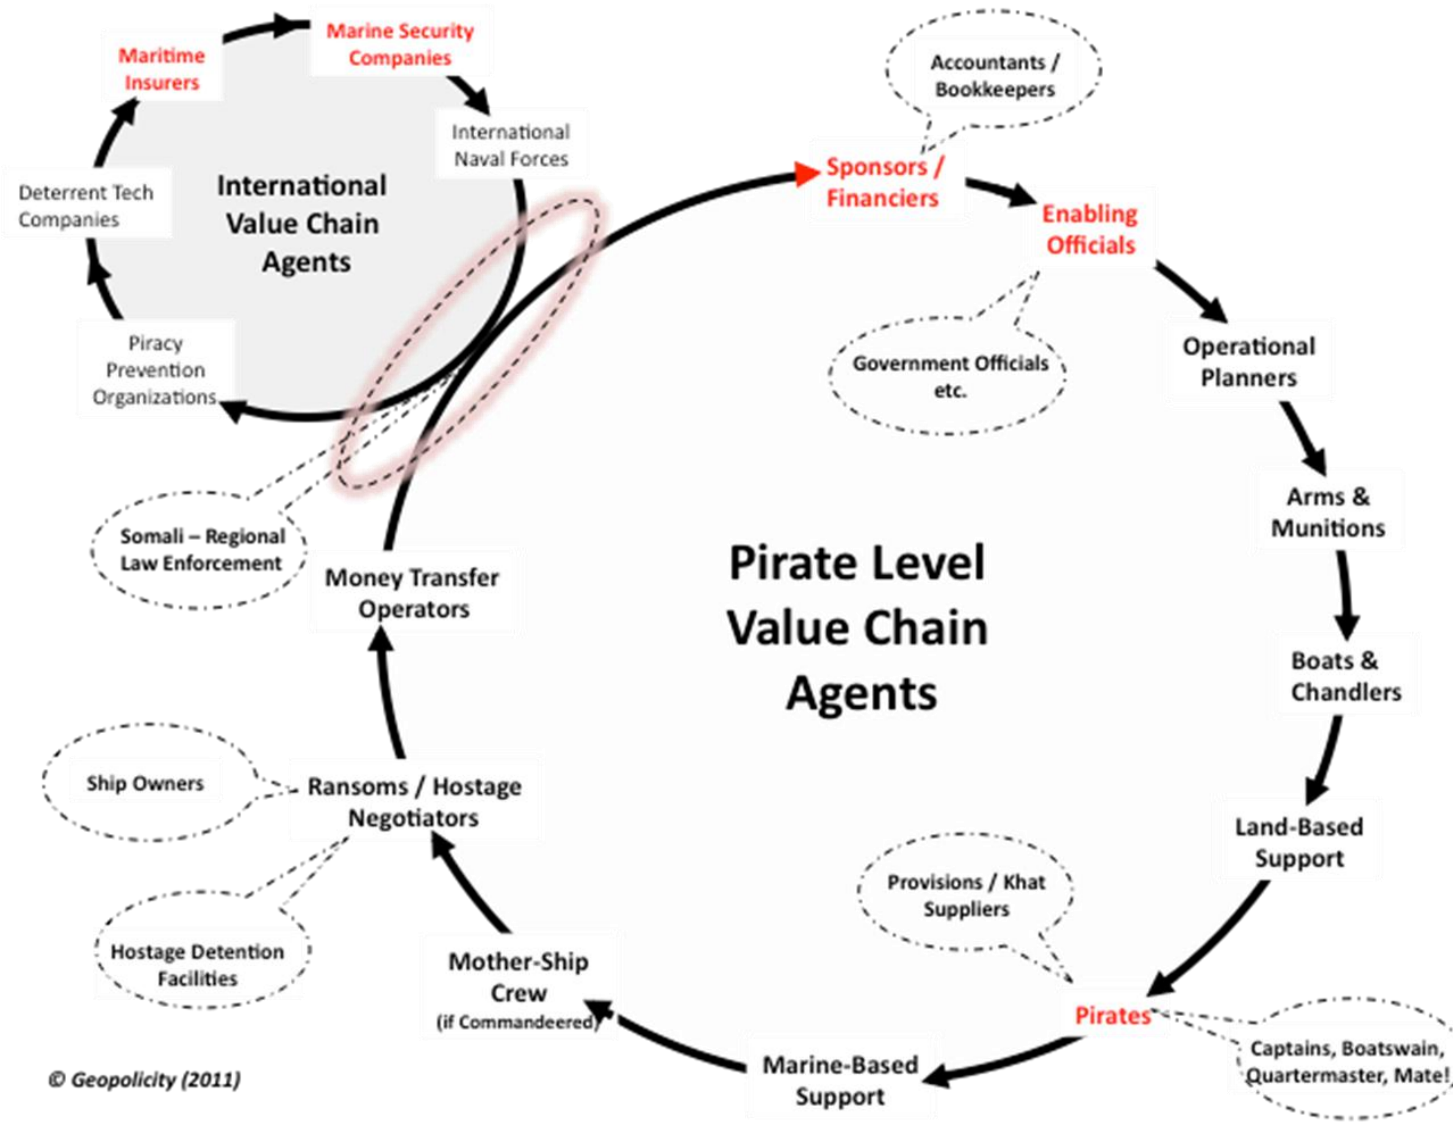 Marine Security
Companies
Maritime
Insurers
International
Naval Forces
Deterrent Tech
Companies
International
Value Chain
Agents
Piracy
Prevention
Organizations
Accountants /
Bookkeepers
Sponsors /
Financiers
Enabling
Officials
Government Officials
etc.
Operational
Planners
Arms &
Munitions
Boats &
Chandlers
Land-Based
Support
Provisions / Khat
Suppliers
Pirates
Captains, Boatswain,
Quartermaster, Mate!
Marine-Based
Support
Mother-Ship
Crew
(if Commandeered)
Hostage Detention
Facilities
Ship Owners
Ransoms / Hostage
Negotiators
Money Transfer
Operators
Somali – Regional
Law Enforcement
Pirate Level
Value Chain
Agents
© Geopolicity (2011)